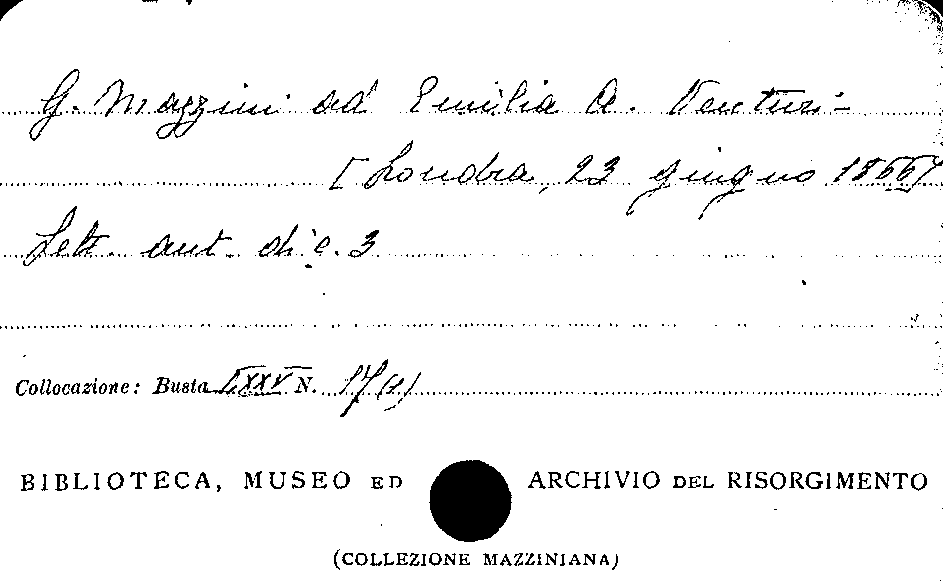 G. Mazzini ad Emilia A. Venturi -
[Londra, 23 giugno 1866]
Lett. aut. di c. 3
Collocazione: Busta LXXV N. 17 (1)
BIBLIOTECA, MUSEO ED ARCHIVIO DEL RISORGIMENTO
(COLLEZIONE MAZZINIANA)